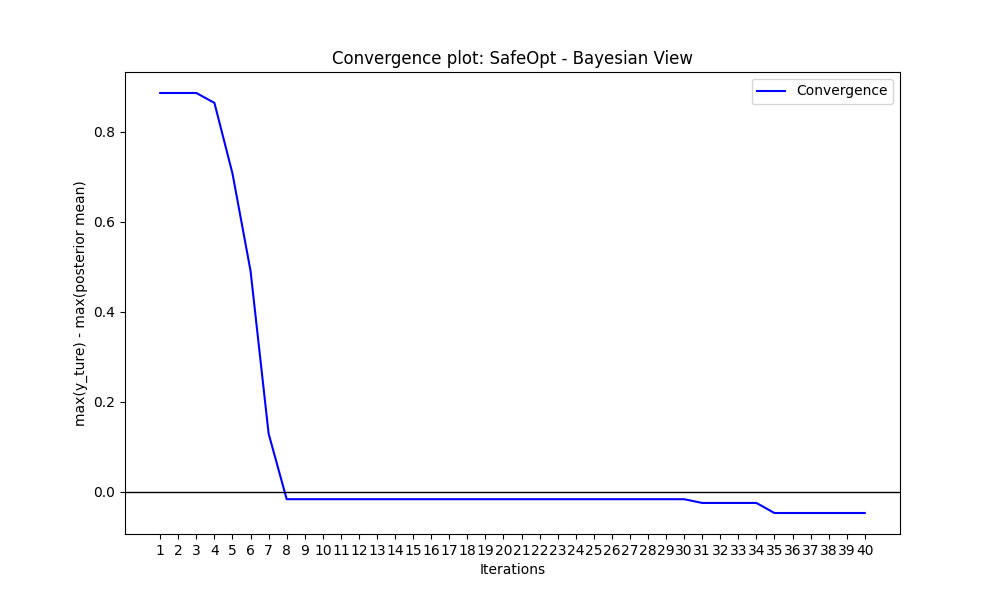 Convergence plot: SafeOpt - Bayesian View
Convergence
max(y_ture) - max(posterior mean)
0.8
0.6
0.4
0.2
0.0
1 2 3 4 5 6 7 8 9 10 11 12 13 14 15 16 17 18 19 20 21 22 23 24 25 26 27 28 29 30 31 32 33 34 35 36 37 38 39 40
Iterations